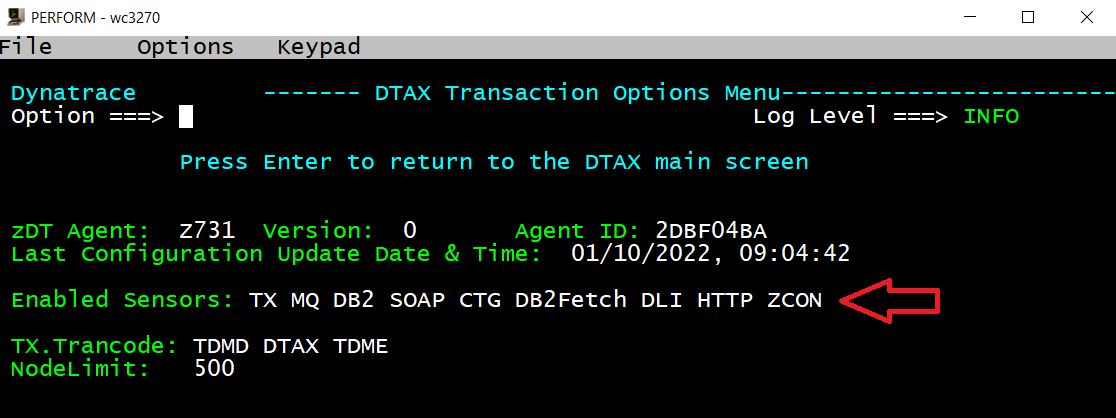 PERFORM - wc3270
File Options Keypad
Dynatrace ------- DTAX Transaction Options Menu------------------------
Option ===> Log Level ===> INFO
Press Enter to return to the DTAX main screen
zDT Agent: Z731 Version: 0 Agent ID: 2DBF04BA
Last Configuration Update Date & Time: 01/10/2022, 09:04:42
Enabled Sensors: TX MQ DB2 SOAP CTG DB2Fetch DLI HTTP ZCON
TX.Trancode: TDMD DTAX TDME
NodeLimit: 500